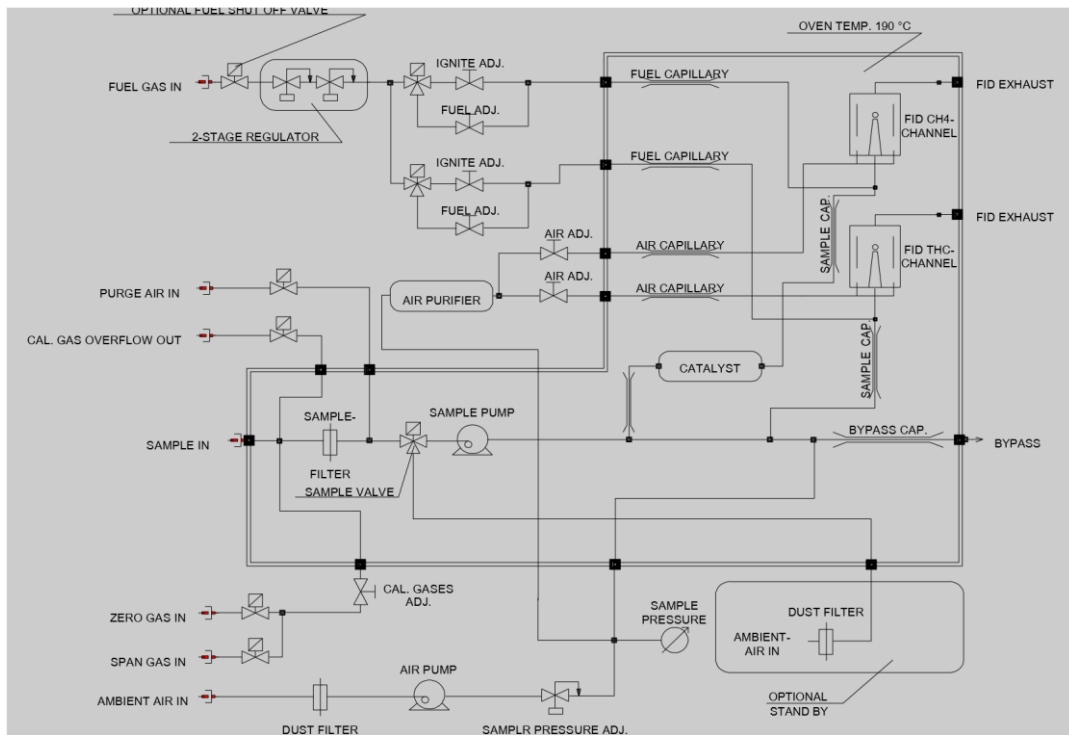 OPTIONAL FUEL SHUT OFF VALVE
OVEN TEMP. 190 °C
IGNITE ADJ.
FUEL CAPILLARY
FUEL GAS IN
FID EXHAUST
FUEL ADJ.
FID CH4-
CHANNEL
2-STAGE REGULATOR
IGNITE ADJ.
FUEL CAPILLARY
FUEL ADJ.
SAMPLE CAP.
FID EXHAUST
AIR ADJ.
AIR CAPILLARY
FID THC-
CHANNEL
AIR ADJ.
PURGE AIR IN
AIR PURIFIER
AIR CAPILLARY
CAL. GAS OVERFLOW OUT
CATALYST
SAMPLE CAP.
SAMPLE-
FILTER
SAMPLE PUMP
BYPASS CAP.
SAMPLE IN
BYPASS
SAMPLE VALVE
CAL. GASES
ADJ.
ZERO GAS IN
SAMPLE
PRESSURE
DUST FILTER
AMBIENT-
AIR IN
SPAN GAS IN
AIR PUMP
AMBIENT AIR IN
OPTIONAL
STAND BY
DUST FILTER
SAMPLR PRESSURE ADJ.